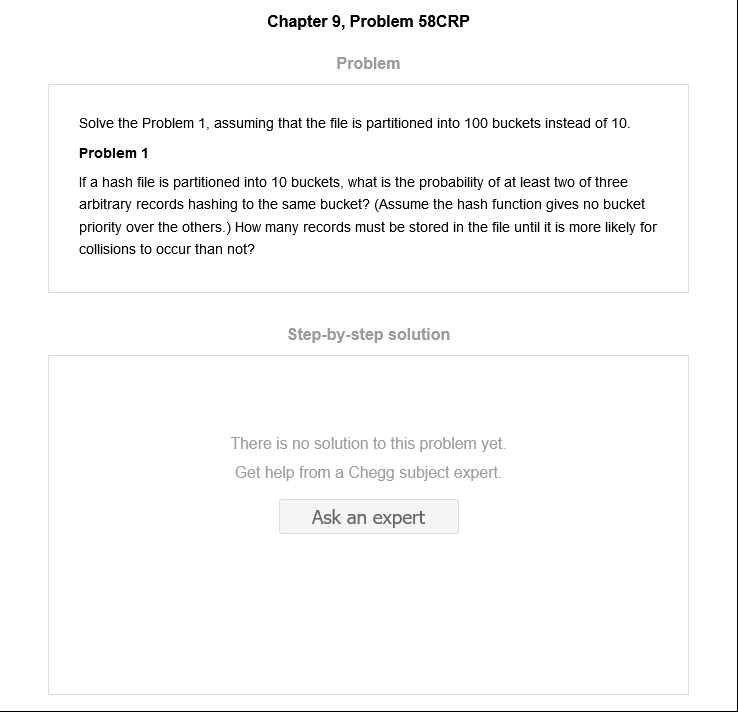 Chapter 9, Problem 58CRP
Problem
Solve the Problem 1, assuming that the file is partitioned into 100 buckets instead of 10.
Problem 1
If a hash file is partitioned into 10 buckets, what is the probability of at least two of three
arbitrary records hashing to the same bucket? (Assume the hash function gives no bucket
priority over the others.) How many records must be stored in the file until it is more likely for
collisions to occur than not?
Step-by-step solution
There is no solution to this problem yet.
Get help from a Chegg subject expert.
Ask an expert